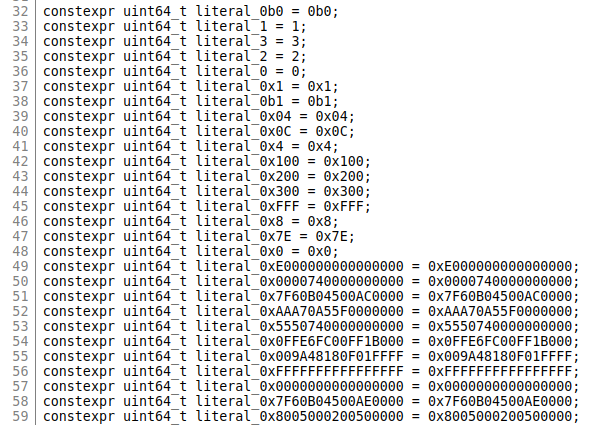 32 constexpr uint64_t literal_0b0 = 0b0;
33 constexpr uint64_t literal_1 = 1;
34 constexpr uint64_t literal_3 = 3;
35 constexpr uint64_t literal_2 = 2;
36 constexpr uint64_t literal_0 = 0;
37 constexpr uint64_t literal_0x1 = 0x1;
38 constexpr uint64_t literal_0b1 = 0b1;
39 constexpr uint64_t literal_0x04 = 0x04;
40 constexpr uint64_t literal_0x0C = 0x0C;
41 constexpr uint64_t literal_0x4 = 0x4;
42 constexpr uint64_t literal_0x100 = 0x100;
43 constexpr uint64_t literal_0x200 = 0x200;
44 constexpr uint64_t literal_0x300 = 0x300;
45 constexpr uint64_t literal_0xFFF = 0xFFF;
46 constexpr uint64_t literal_0x8 = 0x8;
47 constexpr uint64_t literal_0x7E = 0x7E;
48 constexpr uint64_t literal_0x0 = 0x0;
49 constexpr uint64_t literal_0xE000000000000000 = 0xE000000000000000;
50 constexpr uint64_t literal_0x0000740000000000 = 0x0000740000000000;
51 constexpr uint64_t literal_0x7F60B04500AC0000 = 0x7F60B04500AC0000;
52 constexpr uint64_t literal_0xAAA70A55F0000000 = 0xAAA70A55F0000000;
53 constexpr uint64_t literal_0x5550740000000000 = 0x5550740000000000;
54 constexpr uint64_t literal_0x0FFE6FC00FF1B000 = 0x0FFE6FC00FF1B000;
55 constexpr uint64_t literal_0x009A48180F01FFFF = 0x009A48180F01FFFF;
56 constexpr uint64_t literal_0xFFFFFFFFFFFFFFFF = 0xFFFFFFFFFFFFFFFF;
57 constexpr uint64_t literal_0x0000000000000000 = 0x0000000000000000;
58 constexpr uint64_t literal_0x7F60B04500AE0000 = 0x7F60B04500AE0000;
59 constexpr uint64_t literal_0x8005000200500000 = 0x8005000200500000;